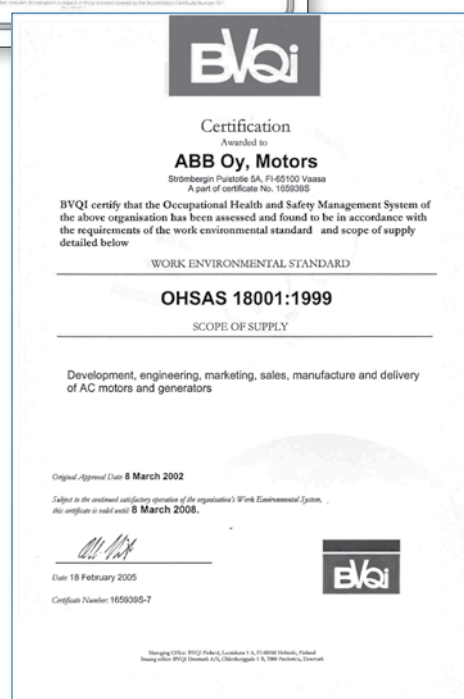 BVQi
Certification
Awarded to
ABB Oy, Motors
Strömbergin Puistotie 5A, FI-65100 Vaasa
A part of certificate No. 165939S
BVQI certify that the Occupational Health and Safety Management System of
the above organisation has been assessed and found to be in accordance with
the requirements of the work environmental standard and scope of supply
detailed below
WORK ENVIRONMENTAL STANDARD
OHSAS 18001:1999
SCOPE OF SUPPLY
Development, engineering, marketing, sales, manufacture and delivery
of AC motors and generators
Original Approval Date 8 March 2002
Subject to the continued satisfactory operation of the organisation's Work Environmental System,
this certificate is valid until 8 March 2008.
Date 18 February 2005
BVQi
Certificate Number: 165939S-7